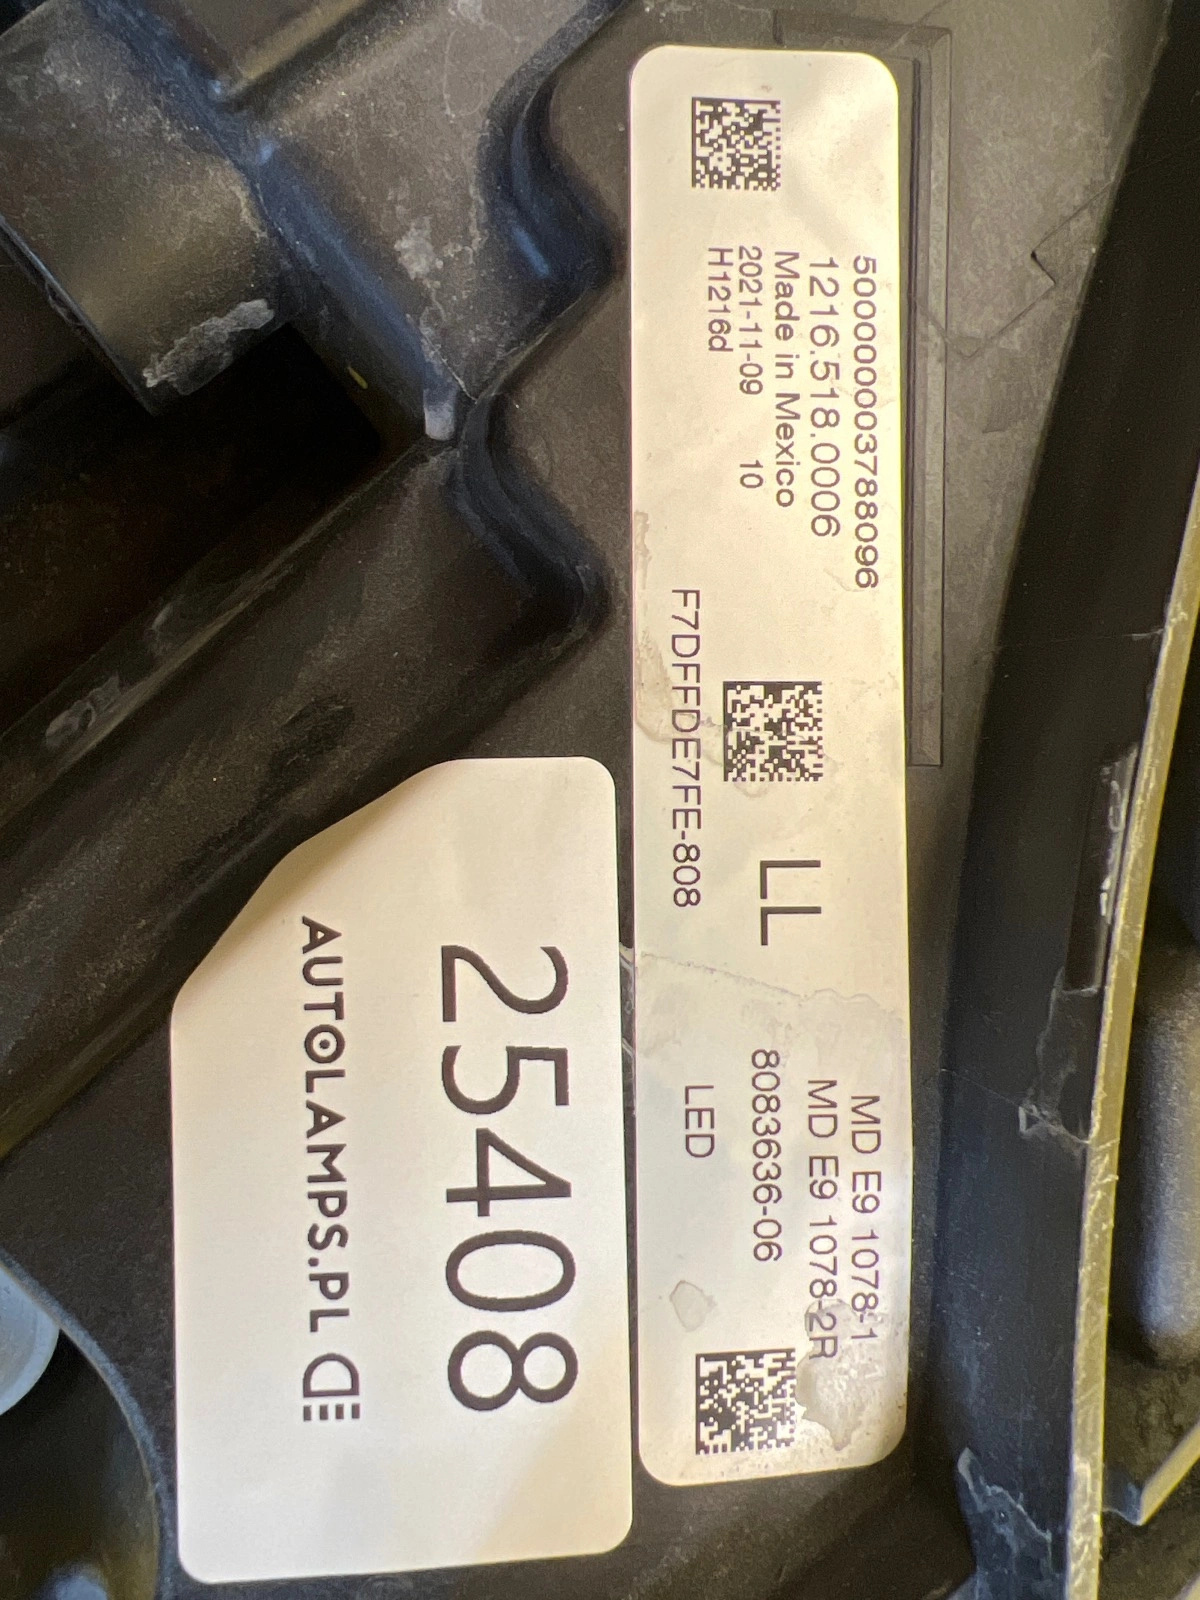 5000000003788096
1216.518.0006
Made in Mexico
2021-11-09 10
H1216d
F7DFFDE7FE-808
LL
MD E9 1078-1
MD E9 1078-2R
8083636-06
LED
25408
AUTOLAMPS.PL